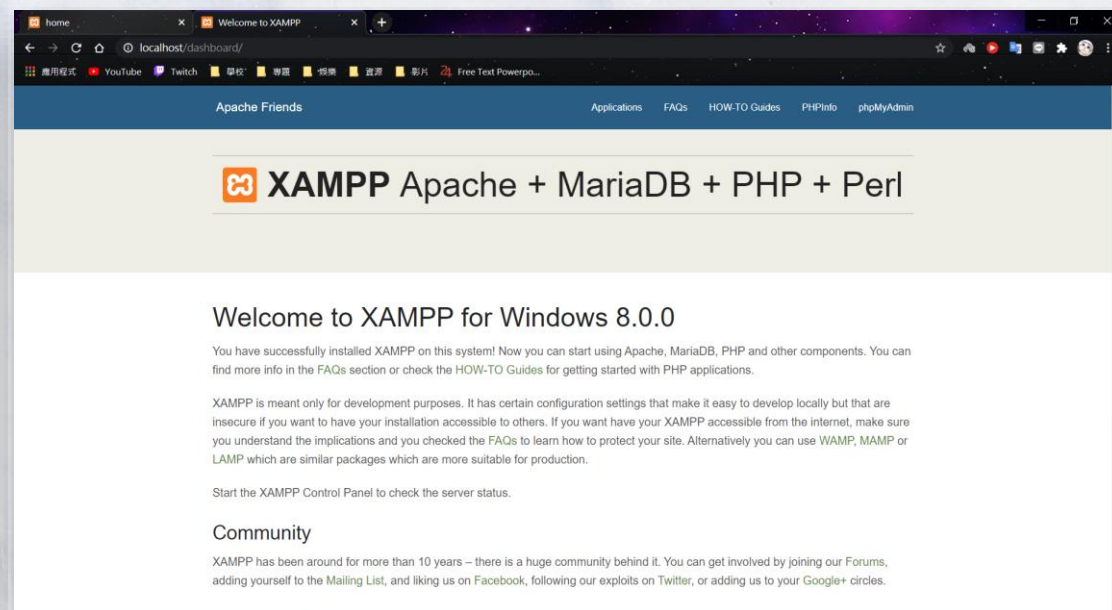 home
Welcome to XAMPP
localhost/dashboard/
應用程式 YouTube Twitch 學校 專題 娛樂 資源 影片 Free Text Powerpo...
Apache Friends Applications FAQs HOW-TO Guides PHPInfo phpMyAdmin
XAMPP Apache + MariaDB + PHP + Perl
Welcome to XAMPP for Windows 8.0.0
You have successfully installed XAMPP on this system! Now you can start using Apache, MariaDB, PHP and other components. You can
find more info in the FAQs section or check the HOW-TO Guides for getting started with PHP applications.
XAMPP is meant only for development purposes. It has certain configuration settings that make it easy to develop locally but that are
insecure if you want to have your installation accessible to others. If you want have your XAMPP accessible from the internet, make sure
you understand the implications and you checked the FAQs to learn how to protect your site. Alternatively you can use WAMP, MAMP or
LAMP which are similar packages which are more suitable for production.
Start the XAMPP Control Panel to check the server status.
Community
XAMPP has been around for more than 10 years – there is a huge community behind it. You can get involved by joining our Forums,
adding yourself to the Mailing List, and liking us on Facebook, following our exploits on Twitter, or adding us to your Google+ circles.